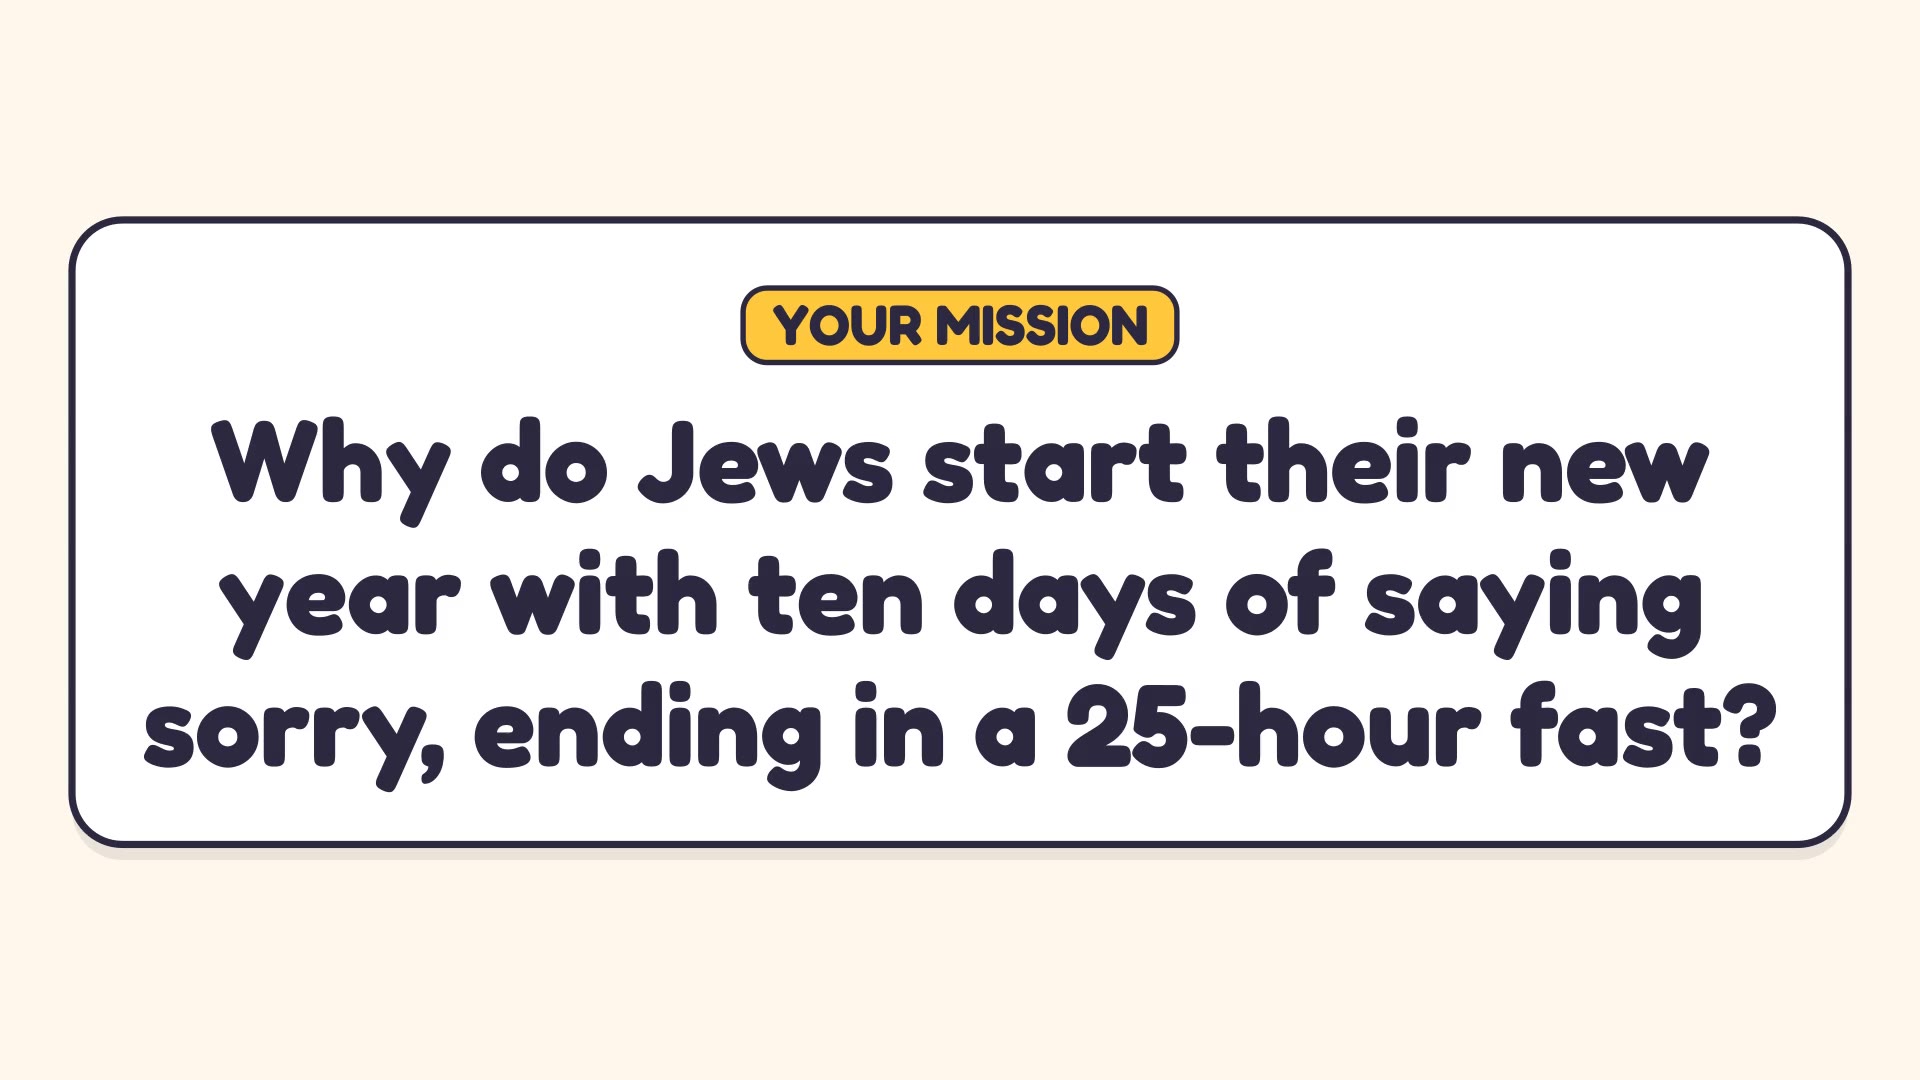 YOUR MISSION
Why do Jews start their new
year with ten days of saying
sorry, ending in a 25-hour fast?